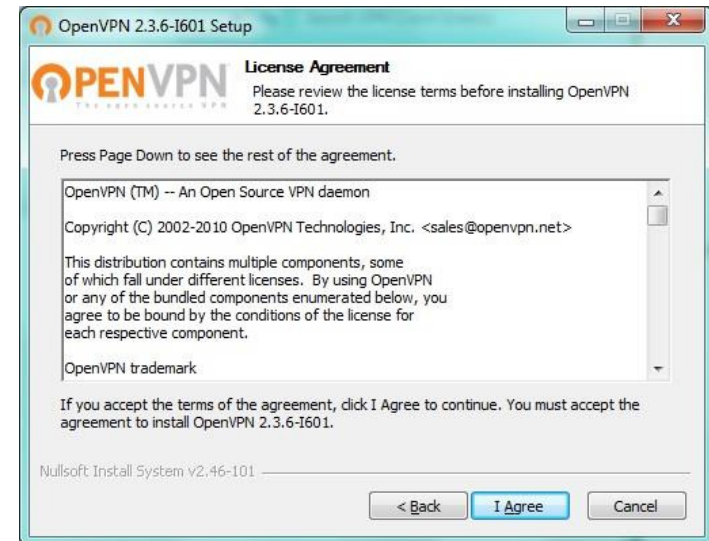 OpenVPN 2.3.6-I601 Setup
OPENVPN
The open source VPN
License Agreement
Please review the license terms before installing OpenVPN
2.3.6-I601.
Press Page Down to see the rest of the agreement.
OpenVPN (TM) -- An Open Source VPN daemon
Copyright (C) 2002-2010 OpenVPN Technologies, Inc. <sales@openvpn.net>
This distribution contains multiple components, some
of which fall under different licenses. By using OpenVPN
or any of the bundled components enumerated below, you
agree to be bound by the conditions of the license for
each respective component.
OpenVPN trademark
If you accept the terms of the agreement, click I Agree to continue. You must accept the
agreement to install OpenVPN 2.3.6-I601.
Nullsoft Install System v2.46-101
< Back I Agree Cancel